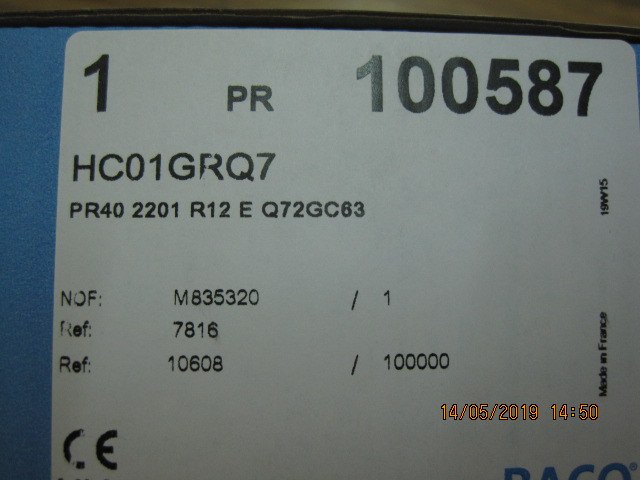 1 PR 100587
HC01GRQ7
PR40 2201 R12 E Q72GC63
19W15
NOF: M835320 / 1
Ref: 7816
Ref: 10608 / 100000
Made in France
14/05/2019 14:50
CE
BACO